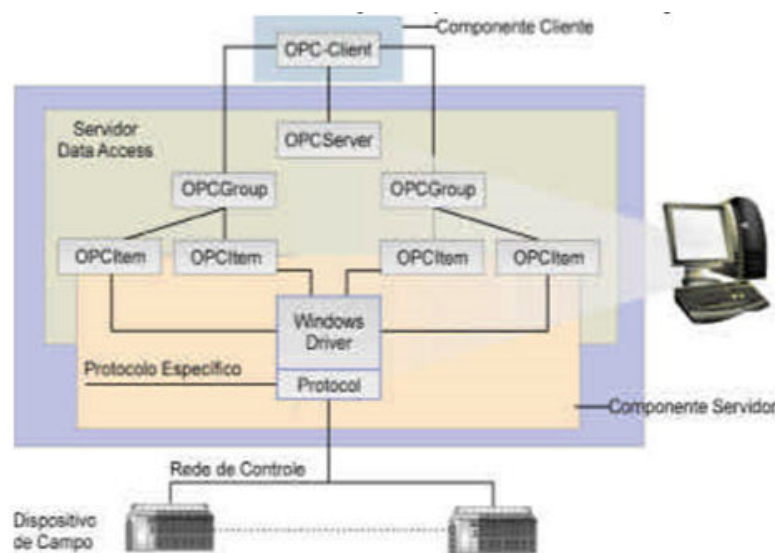 Componente Cliente
OPC-Client
Servidor
Data Access
OPCServer
OPCGroup
OPCGroup
OPCItem
OPCItem
OPCItem
OPCItem
Windows
Driver
Protocolo Específico
Protocol
Componente Servidor
Rede de Controle
Dispositivo
de Campo